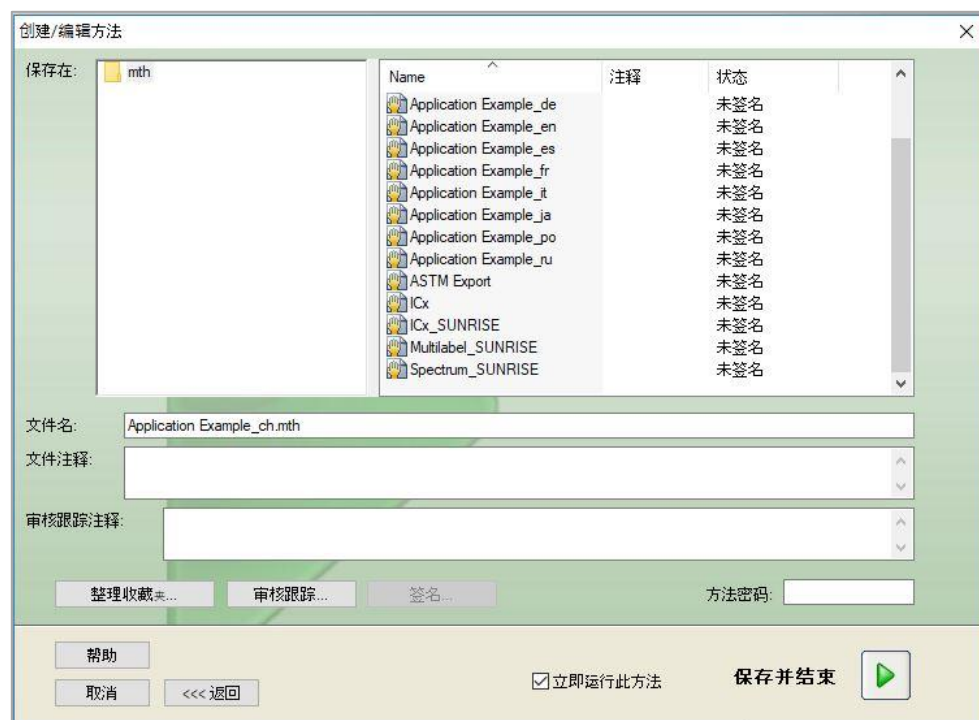 创建/编辑方法
保存在:
mth
Name 注释 状态
Application Example_de 未签名
Application Example_en 未签名
Application Example_es 未签名
Application Example_fr 未签名
Application Example_it 未签名
Application Example_ja 未签名
Application Example_po 未签名
Application Example_ru 未签名
ASTM Export 未签名
ICx 未签名
ICx_SUNRISE 未签名
Multilabel_SUNRISE 未签名
Spectrum_SUNRISE 未签名
文件名: Application Example_ch.mth
文件注释:
审核跟踪注释:
整理收藏夹... 审核跟踪... 签名... 方法密码:
帮助
取消 <<< 返回 立即运行此方法 保存并结束